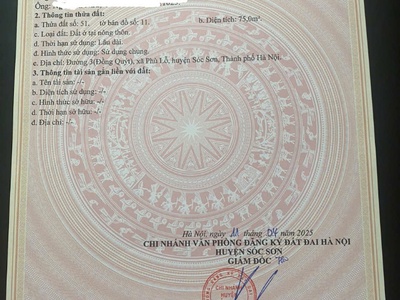 2. Thông tin thửa đất:
a. Thửa đất số: 51, tờ bản đồ số: 11. b. Diện tích: 75,9m²
c. Loại đất: Đất ở tại nông thôn.
d. Thời hạn sử dụng: Lâu dài.
đ. Hình thức sử dụng: Sử dụng chung.
e. Địa chỉ: Đường 3(Đồng Quýt), xã Phù Lỗ, huyện Sóc Sơn, Thành phố Hà Nội.
3. Thông tin tài sản gắn liền với đất:
a. Tên tài sản: -/-
b. Diện tích sử dụng: -/-
c. Hình thức sở hữu: -/-
d. Thời hạn sở hữu: -/-
đ. Địa chỉ: -/-
Hà Nội, ngày 11 tháng 04 năm 2025
CHI NHÁNH VĂN PHÒNG ĐĂNG KÝ ĐẤT ĐAI HÀ NỘI
HUYỆN SÓC SƠN
GIÁM ĐỐC
CHI NHÁNH
HUYỆN